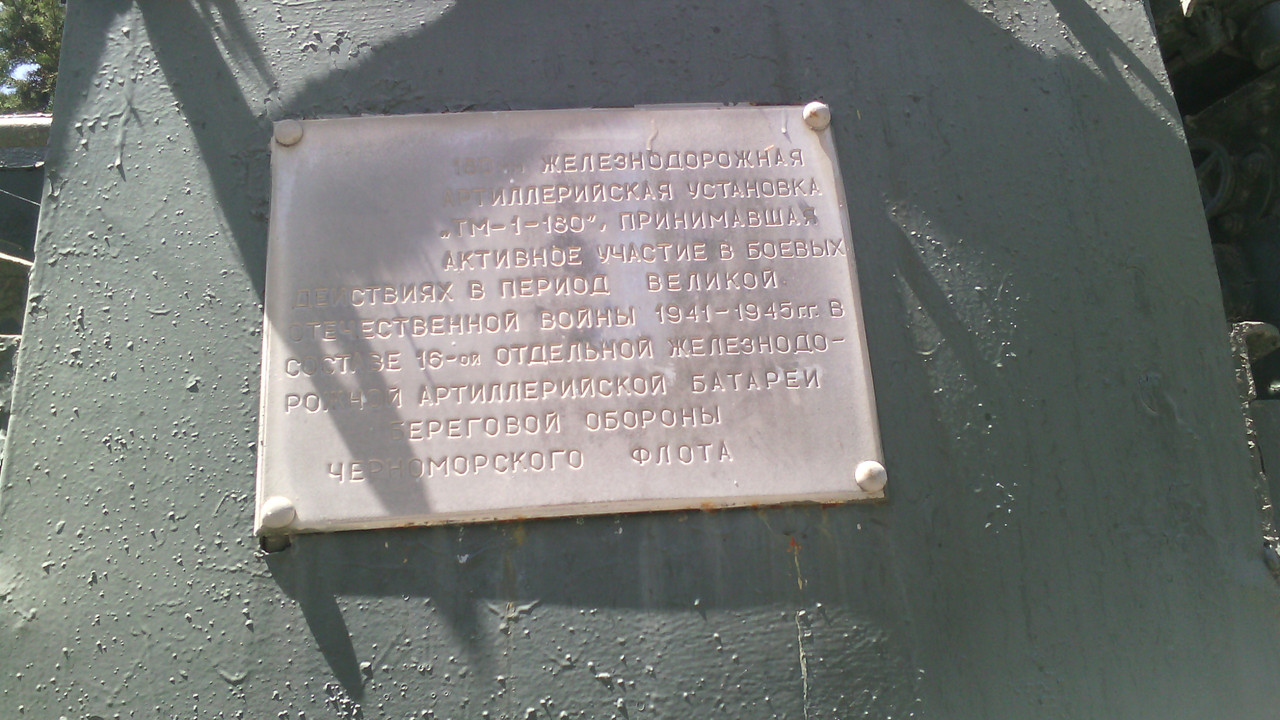 ЖЕЛЕЗНОДОРОЖНАЯ
АРТИЛЛЕРИЙСКАЯ УСТАНОВКА
„ТМ-1-180“, ПРИНИМАВШАЯ
АКТИВНОЕ УЧАСТИЕ В БОЕВЫХ
ДЕЙСТВИЯХ В ПЕРИОД ВЕЛИКОЙ
ОТЕЧЕСТВЕННОЙ ВОЙНЫ 1941-1945гг. В
СОСТАВЕ 16-ой ОТДЕЛЬНОЙ ЖЕЛЕЗНОДО-
РОЖНОЙ АРТИЛЛЕРИЙСКОЙ БАТАРЕИ
БЕРЕГОВОЙ ОБОРОНЫ
ЧЕРНОМОРСКОГО ФЛОТА